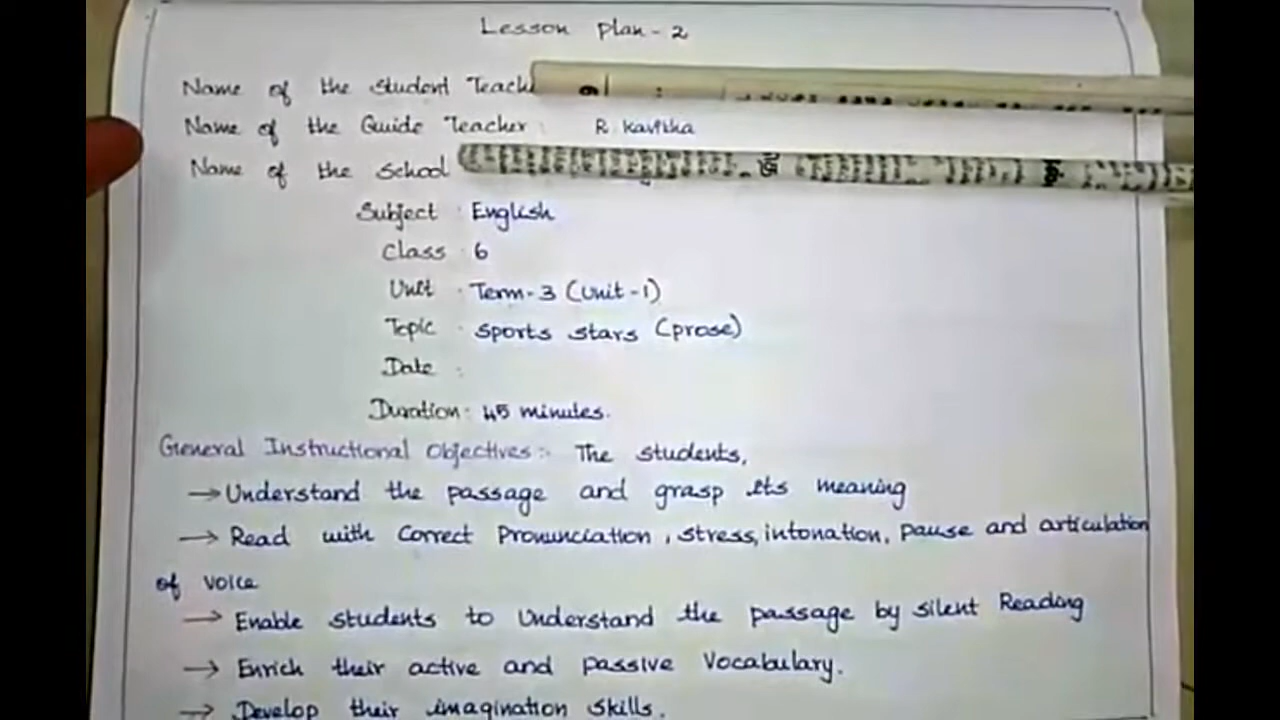 Lesson plan - 2
Name of the student Teach
Name of the Guide Teacher : R. Kavitha
Name of the school
Subject : English
Class : 6
Unit : Term-3 (Unit-1)
Topic : Sports stars (prose)
Date :
Duration: 45 minutes.
General Instructional Objectives:- The students,
→ Understand the passage and grasp its meaning
→ Read with correct Pronunciation, stress, intonation, pause and articulation
of voice
→ Enable students to understand the passage by silent Reading
→ Enrich their active and passive vocabulary.
→ Develop their imagination skills.